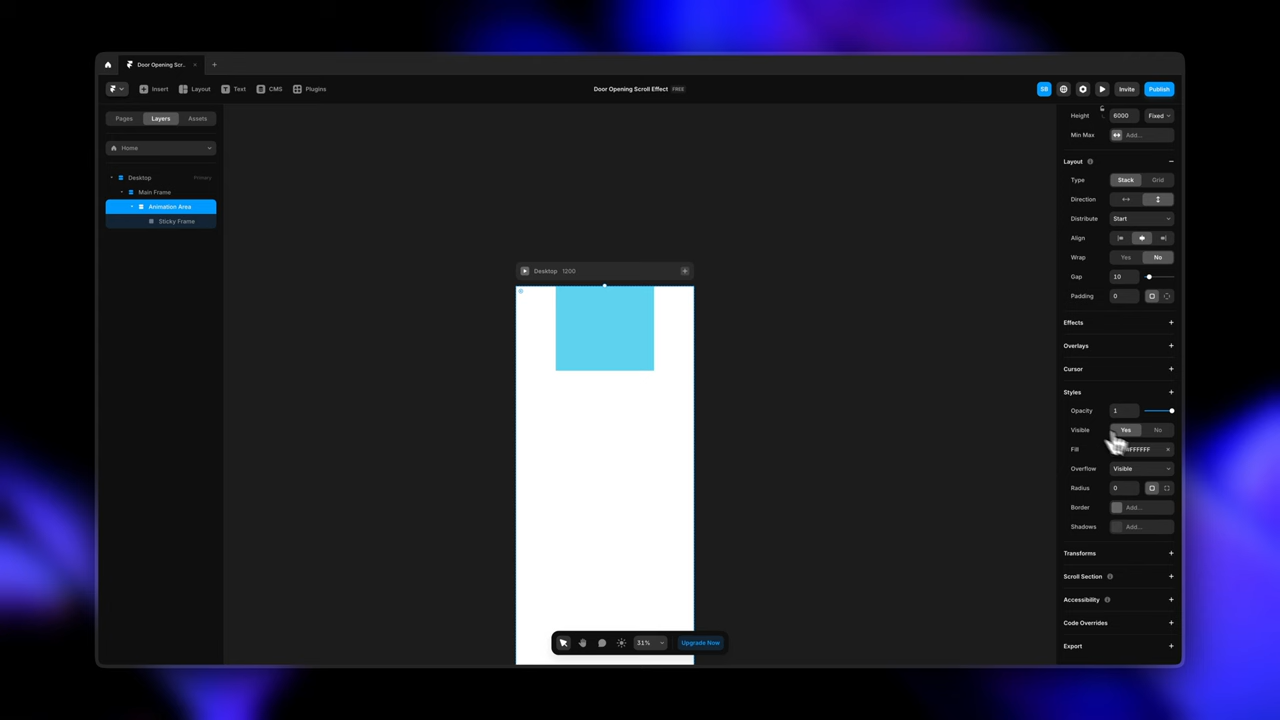 Door Opening Scr..
Insert
Layout
Text
CMS
Plugins
Door Opening Scroll Effect FREE
SB
Invite
Publish
Pages
Layers
Assets
Home
Desktop
Primary
Main Frame
Animation Area
Sticky Frame
Desktop 1200
31%
Upgrade Now
Height 6000 Fixed
Min Max Add...
Layout
Type Stack Grid
Direction
Distribute Start
Align
Wrap Yes No
Gap 10
Padding 0
Effects
Overlays
Cursor
Styles
Opacity 1
Visible Yes No
Fill #FFFFFF
Overflow Visible
Radius 0
Border Add...
Shadows Add...
Transforms
Scroll Section
Accessibility
Code Overrides
Export